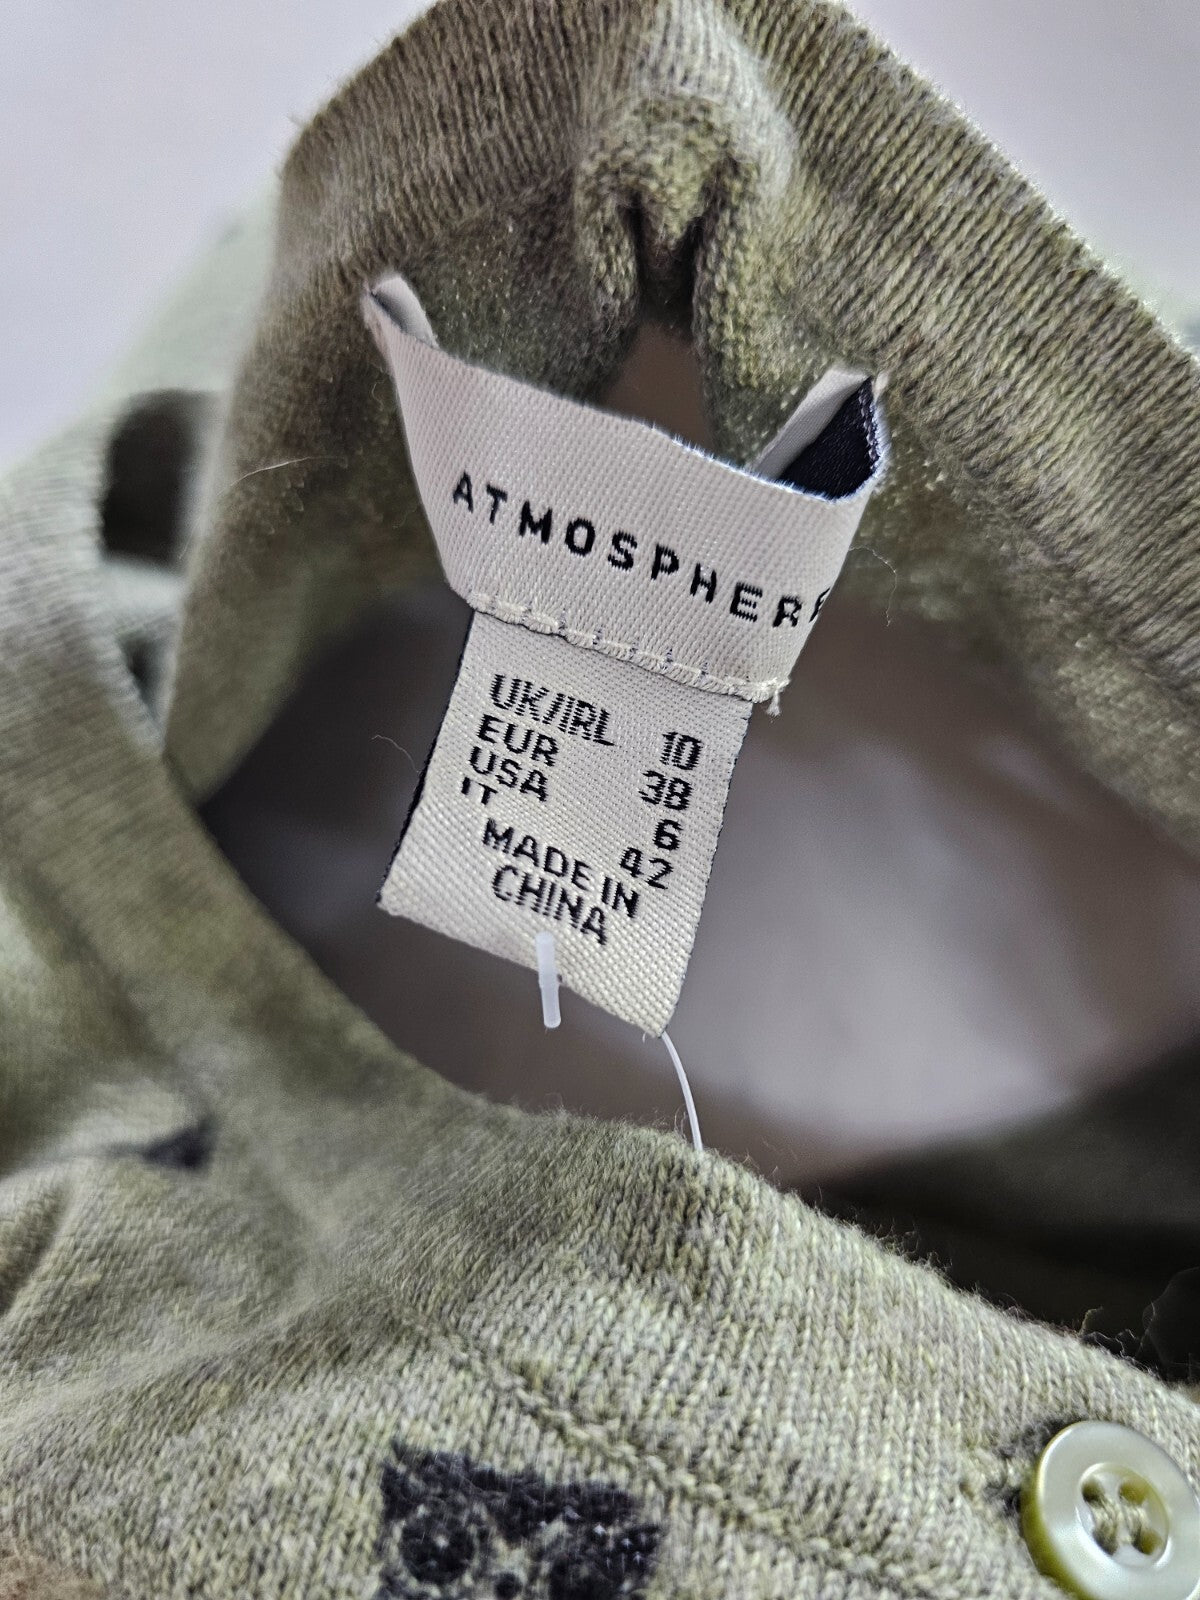 ATMOSPHERE
UK/IRL 10
EUR 38
USA 6
IT 42
MADE IN
CHINA